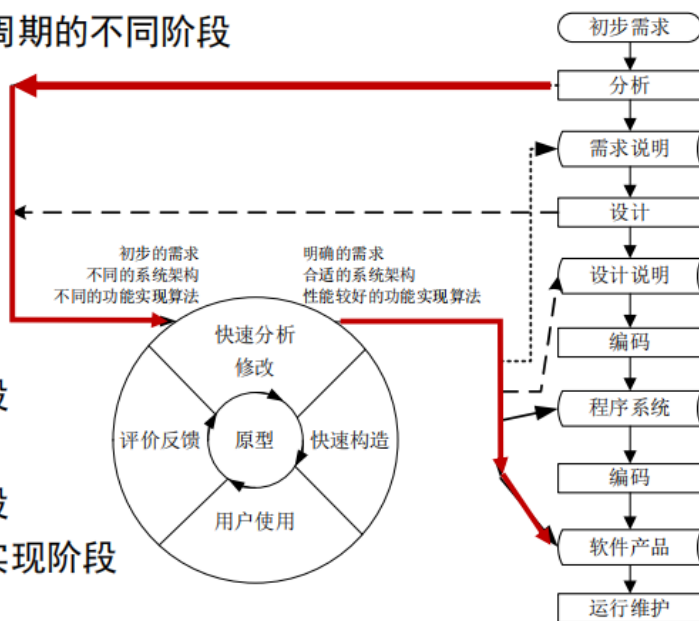 周期的不同阶段
初步需求
分析
需求说明
设计
设计说明
编码
程序系统
编码
软件产品
运行维护
初步的需求
不同的系统架构
不同的功能实现算法
明确的需求
合适的系统架构
性能较好的功能实现算法
快速分析
修改
评价反馈
原型
快速构造
用户使用
段
段
实现阶段